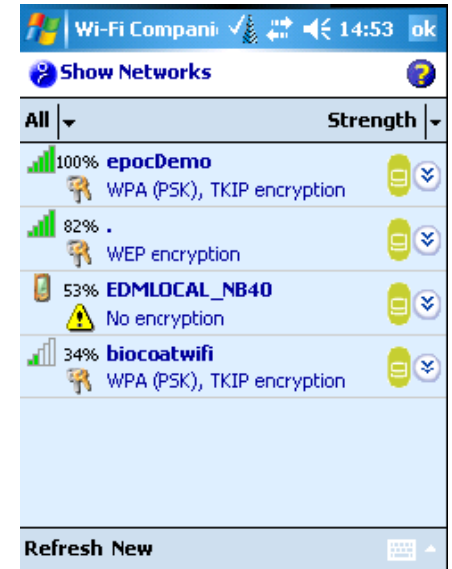 Wi-Fi Compani 14:53 ok
Show Networks ?
All Strength
100% epocDemo g
WPA (PSK), TKIP encryption
82% . g
WEP encryption
53% EDMLOCAL_NB40 g
No encryption
34% biocoatwifi g
WPA (PSK), TKIP encryption
Refresh New